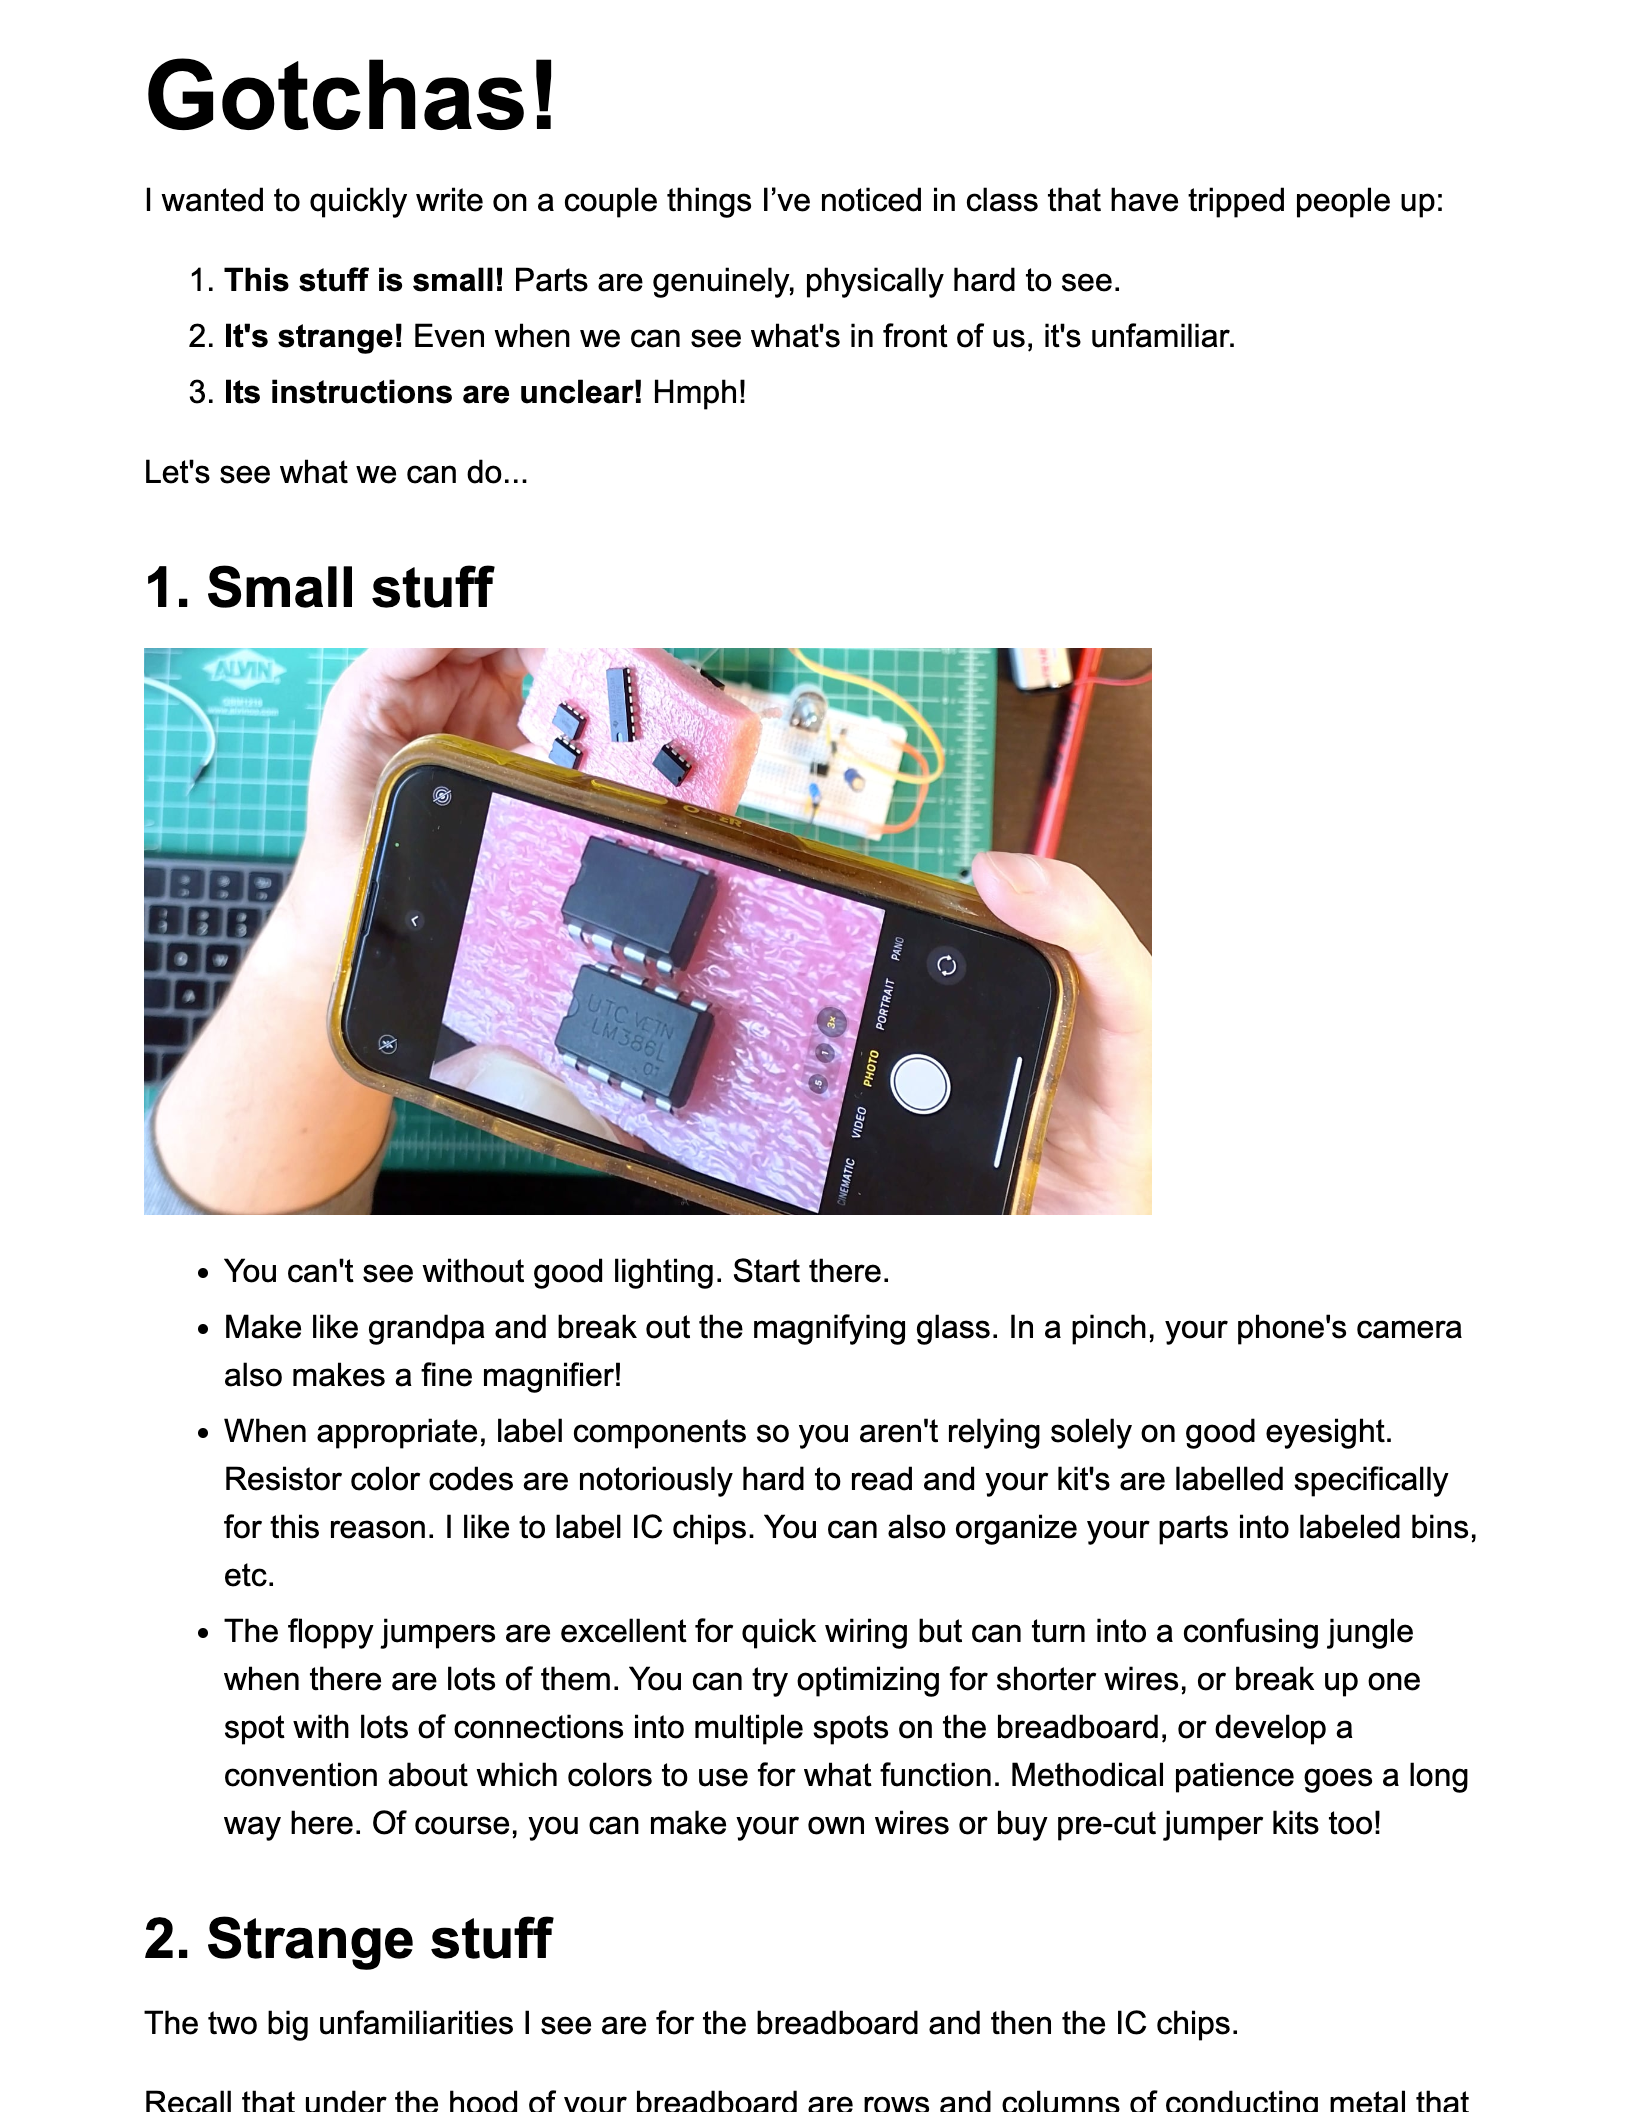 Gotchas!
I wanted to quickly write on a couple things I’ve noticed in class that have tripped people up:
1. This stuff is small! Parts are genuinely, physically hard to see.
2. It's strange! Even when we can see what's in front of us, it's unfamiliar.
3. Its instructions are unclear! Hmph!
Let's see what we can do...
1. Small stuff
ALVIN
UTC
LM386L
3x
1
.5
PANO
PORTRAIT
PHOTO
VIDEO
CINEMATIC
You can't see without good lighting. Start there.
Make like grandpa and break out the magnifying glass. In a pinch, your phone's camera
also makes a fine magnifier!
When appropriate, label components so you aren't relying solely on good eyesight.
Resistor color codes are notoriously hard to read and your kit's are labelled specifically
for this reason. I like to label IC chips. You can also organize your parts into labeled bins,
etc.
The floppy jumpers are excellent for quick wiring but can turn into a confusing jungle
when there are lots of them. You can try optimizing for shorter wires, or break up one
spot with lots of connections into multiple spots on the breadboard, or develop a
convention about which colors to use for what function. Methodical patience goes a long
way here. Of course, you can make your own wires or buy pre-cut jumper kits too!
2. Strange stuff
The two big unfamiliarities I see are for the breadboard and then the IC chips.
Recall that under the hood of your breadboard are rows and columns of conducting metal that